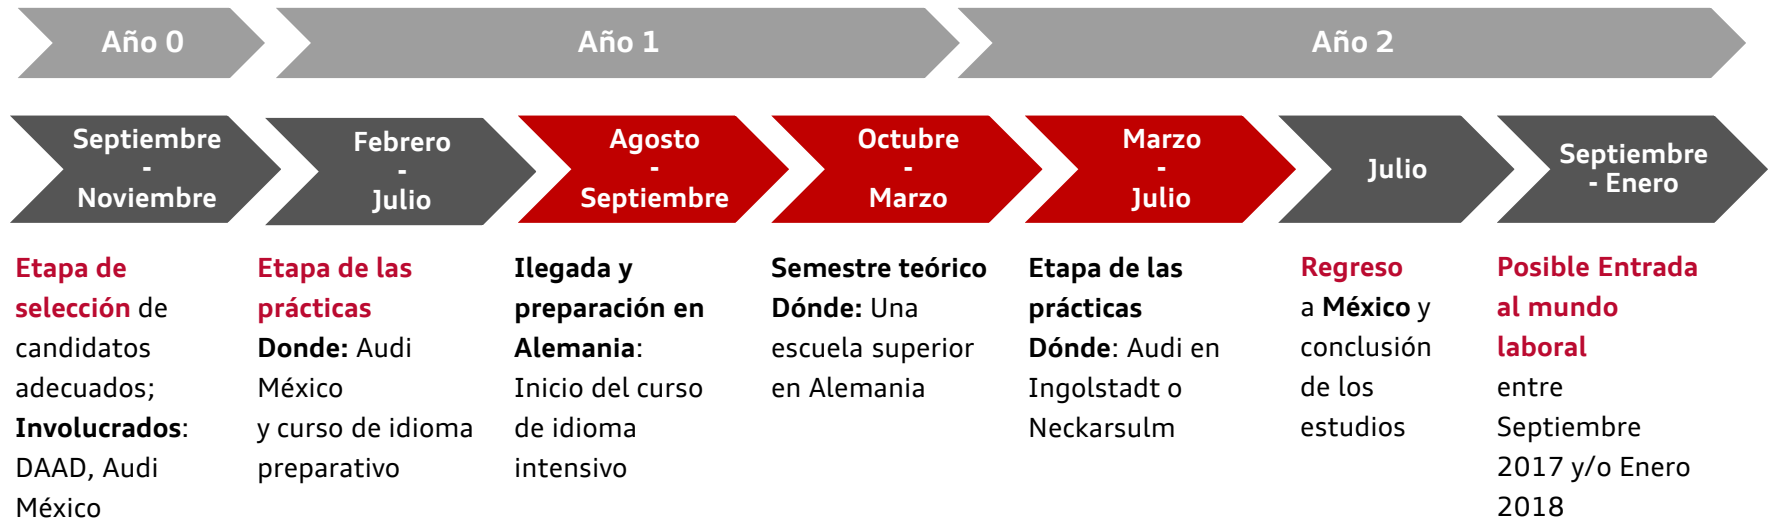 Año 0
Año 1
Año 2
Septiembre
-
Noviembre
Febrero
-
Julio
Agosto
-
Septiembre
Octubre
-
Marzo
Marzo
-
Julio
Julio
Septiembre
- Enero
Etapa de
selección de
candidatos
adecuados;
Involucrados:
DAAD, Audi
México
Etapa de las
prácticas
Donde: Audi
México
y curso de idioma
preparativo
Ilegada y
preparación en
Alemania:
Inicio del curso
de idioma
intensivo
Semestre teórico
Dónde: Una
escuela superior
en Alemania
Etapa de las
prácticas
Dónde: Audi en
Ingolstadt o
Neckarsulm
Regreso
a México y
conclusión
de los
estudios
Posible Entrada
al mundo
laboral
entre
Septiembre
2017 y/o Enero
2018